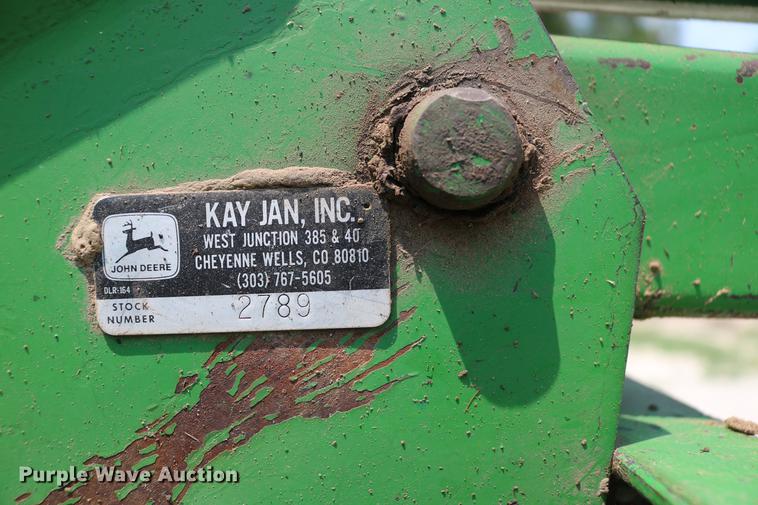 KAY JAN, INC.
WEST JUNCTION 385 & 40
CHEYENNE WELLS, CO 80810
(303) 767-5605
JOHN DEERE
DLR-164
STOCK
NUMBER
2789
Purple Wave Auction